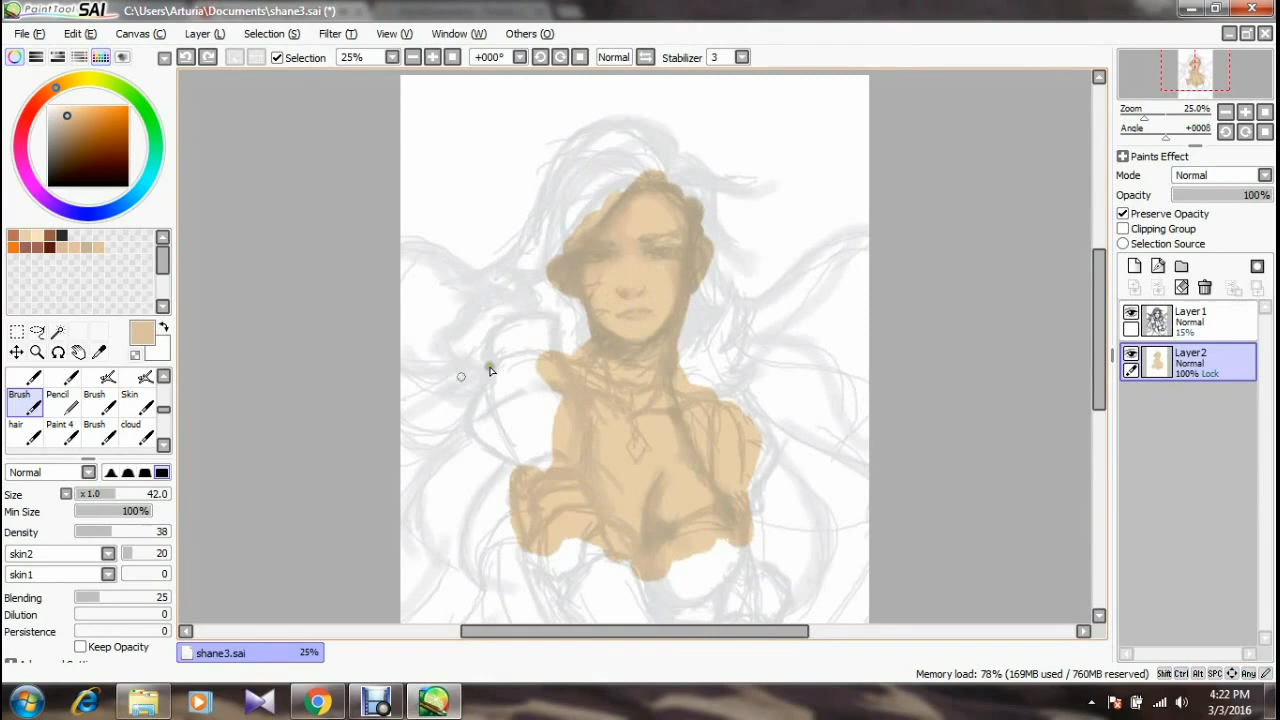 PaintTool SAI C:\Users\Arturia\Documents\shane3.sai (*)
File (F) Edit (E) Canvas (C) Layer (L) Selection (S) Filter (T) View (V) Window (W) Others (O)
Selection 25% +000° Normal Stabilizer 3
Zoom 25.0%
Angle +000ß
Paints Effect
Mode Normal
Opacity 100%
Preserve Opacity
Clipping Group
Selection Source
Layer1
Normal
15%
Layer2
Normal
100% Lock
Brush Pencil Brush Skin
hair Paint 4 Brush cloud
Normal
Size x 1.0 42.0
Min Size 100%
Density 38
skin2 20
skin1 0
Blending 25
Dilution 0
Persistence 0
Keep Opacity
shane3.sai 25%
Memory load: 78% (169MB used / 760MB reserved) Shift Ctrl Alt SPC Any
4:22 PM
3/3/2016